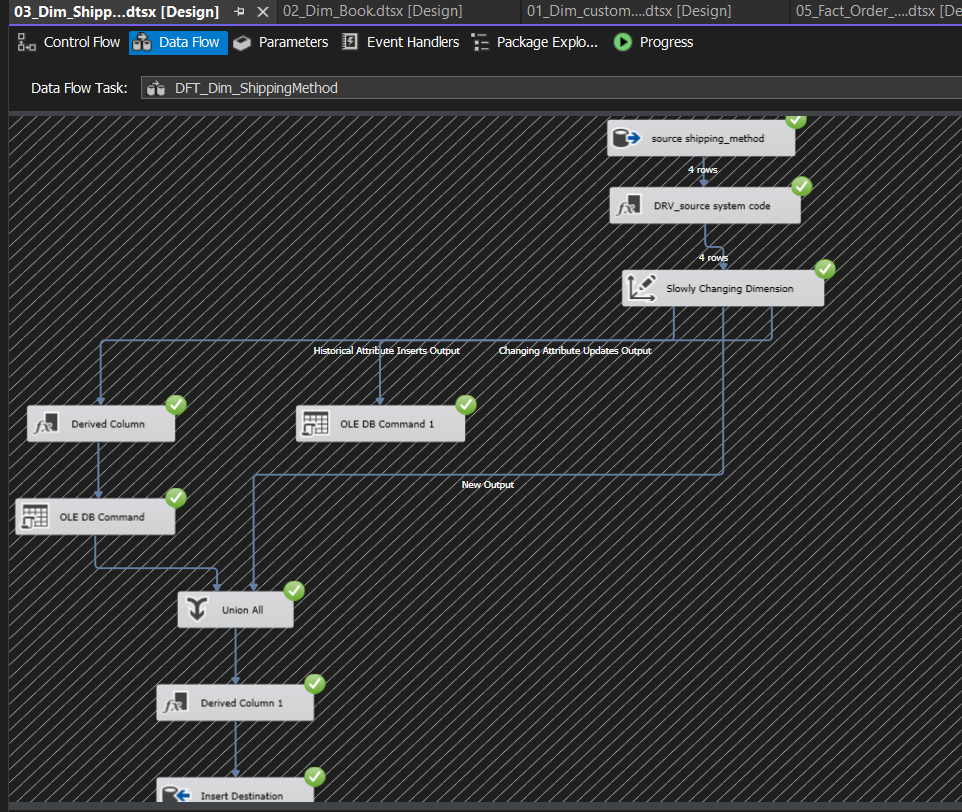 03_Dim_Shipp...dtsx [Design]
02_Dim_Book.dtsx [Design]
01_Dim_custom....dtsx [Design]
05_Fact_Order_....dtsx [De
Control Flow
Data Flow
Parameters
Event Handlers
Package Explo...
Progress
Data Flow Task:
DFT_Dim_ShippingMethod
source shipping_method
4 rows
DRV_source system code
4 rows
Slowly Changing Dimension
Historical Attribute Inserts Output
Changing Attribute Updates Output
Derived Column
OLE DB Command 1
New Output
OLE DB Command
Union All
Derived Column 1
Insert Destination